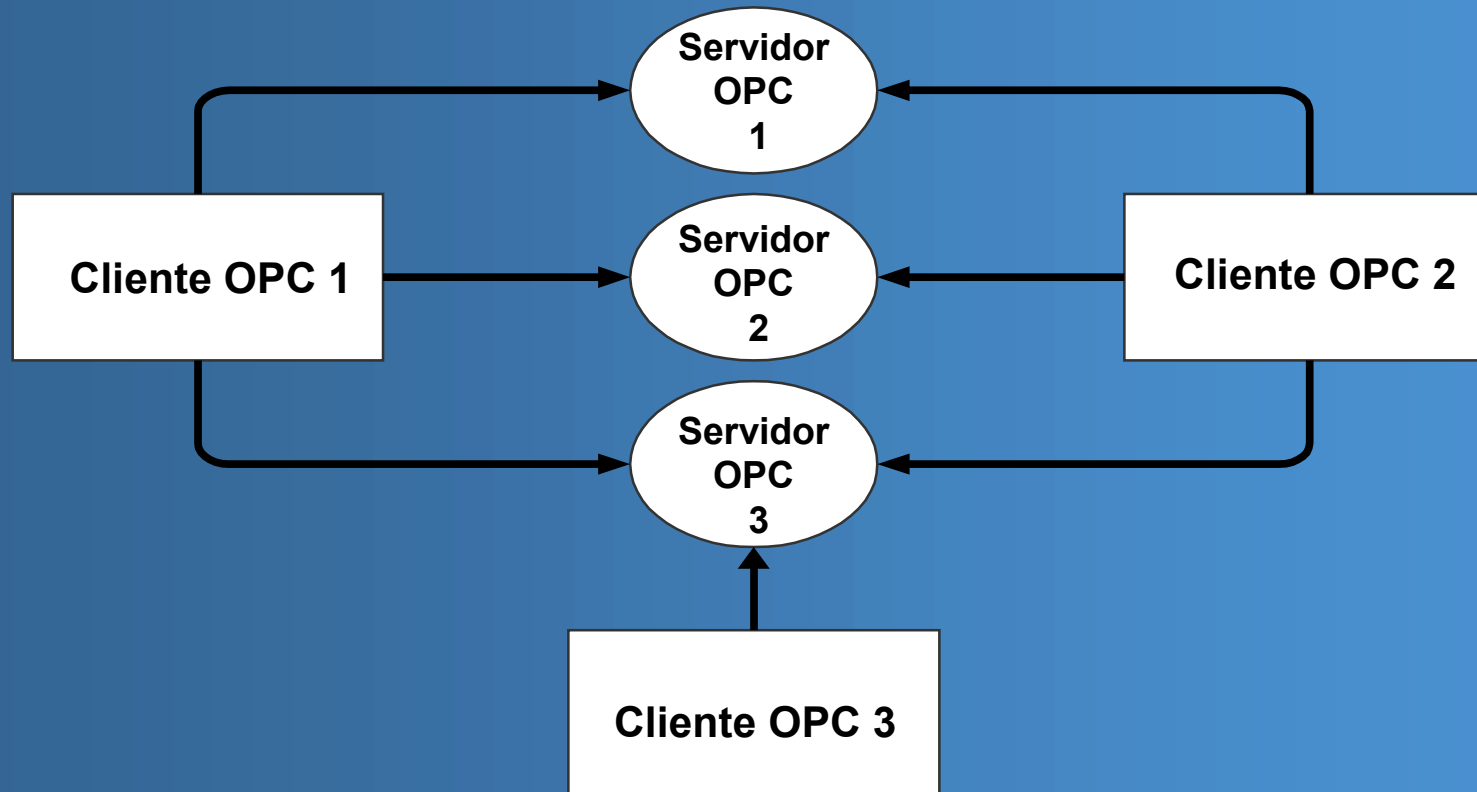 Servidor
OPC
1
Cliente OPC 1
Servidor
OPC
2
Cliente OPC 2
Servidor
OPC
3
Cliente OPC 3